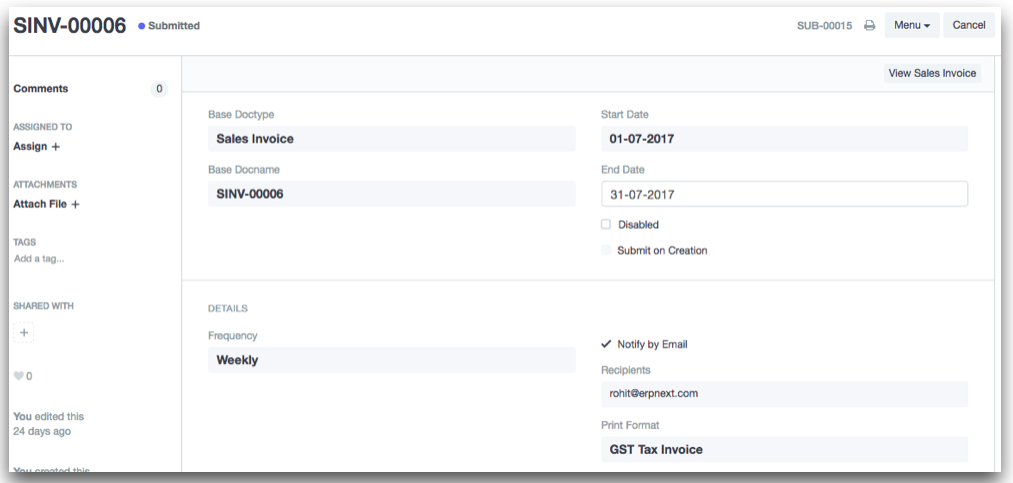 SINV-00006 Submitted SUB-00015 Menu Cancel
View Sales Invoice
Comments 0
ASSIGNED TO
Assign +
ATTACHMENTS
Attach File +
TAGS
Add a tag...
SHARED WITH
+
0
You edited this
24 days ago
You created this
Base Doctype
Sales Invoice
Base Docname
SINV-00006
Start Date
01-07-2017
End Date
31-07-2017
Disabled
Submit on Creation
DETAILS
Frequency
Weekly
Notify by Email
Recipients
rohit@erpnext.com
Print Format
GST Tax Invoice